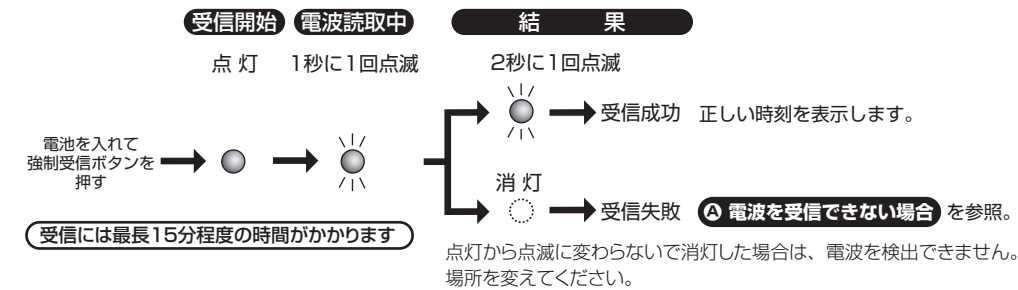 受信開始 電波読取中 結果
点灯 1秒に1回点滅 2秒に1回点滅
受信成功 正しい時刻を表示します。
電池を入れて
強制受信ボタンを
押す
消灯
受信失敗 Ⓐ 電波を受信できない場合 を参照。
受信には最長15分程度の時間がかかります
点灯から点滅に変わらないで消灯した場合は、電波を検出できません。
場所を変えてください。